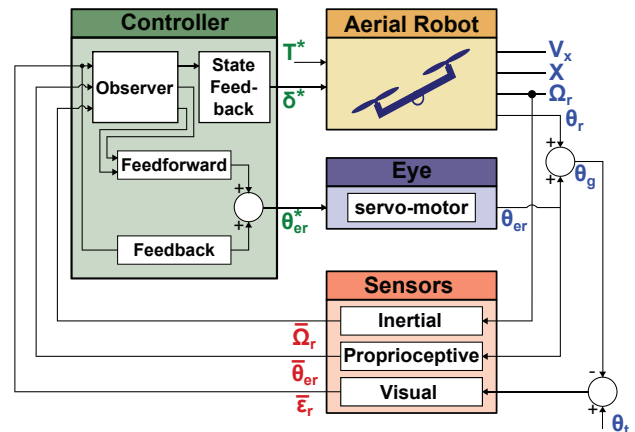 Controller
Aerial Robot
Observer
State
Feed-
back
T*
δ̄*
Vₓ
X
Ωᵣ
θᵣ
Feedforward
+
+
θₑᵣ*
Feedback
Eye
servo-motor
θₑᵣ
+
+
θg
Sensors
Inertial
Proprioceptive
Visual
Ω̄ᵣ
θ̄ₑᵣ
ε̄ᵣ
-
+
θₜ